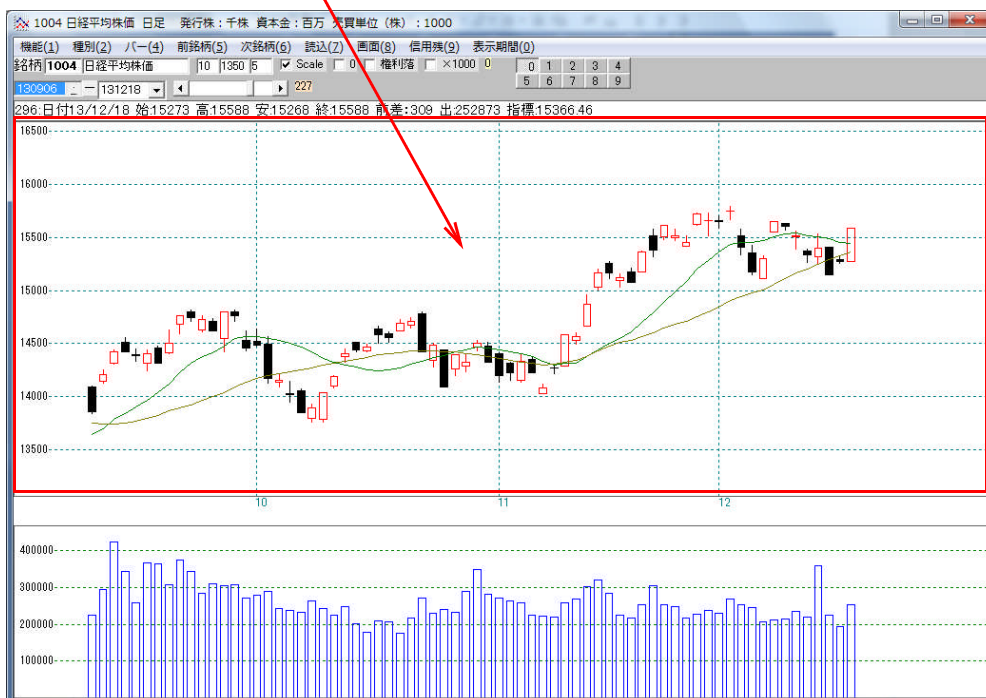 1004 日経平均株価 日足 発行株：千株 資本金：百万 売買単位（株）：1000
機能(1) 種別(2) バー(4) 前銘柄(5) 次銘柄(6) 読込(7) 画面(8) 信用残(9) 表示期間(0)
銘柄 1004 日経平均株価 10 1350 5 Scale 0 権利落 ×1000 0 0 1 2 3 4
5 6 7 8 9
130906 － 131218 227
296:日付13/12/18 始:15273 高:15588 安:15268 終:15588 前差:309 出:252873 指標:15366.46
16500
16000
15500
15000
14500
14000
13500
10 11 12
400000
300000
200000
100000